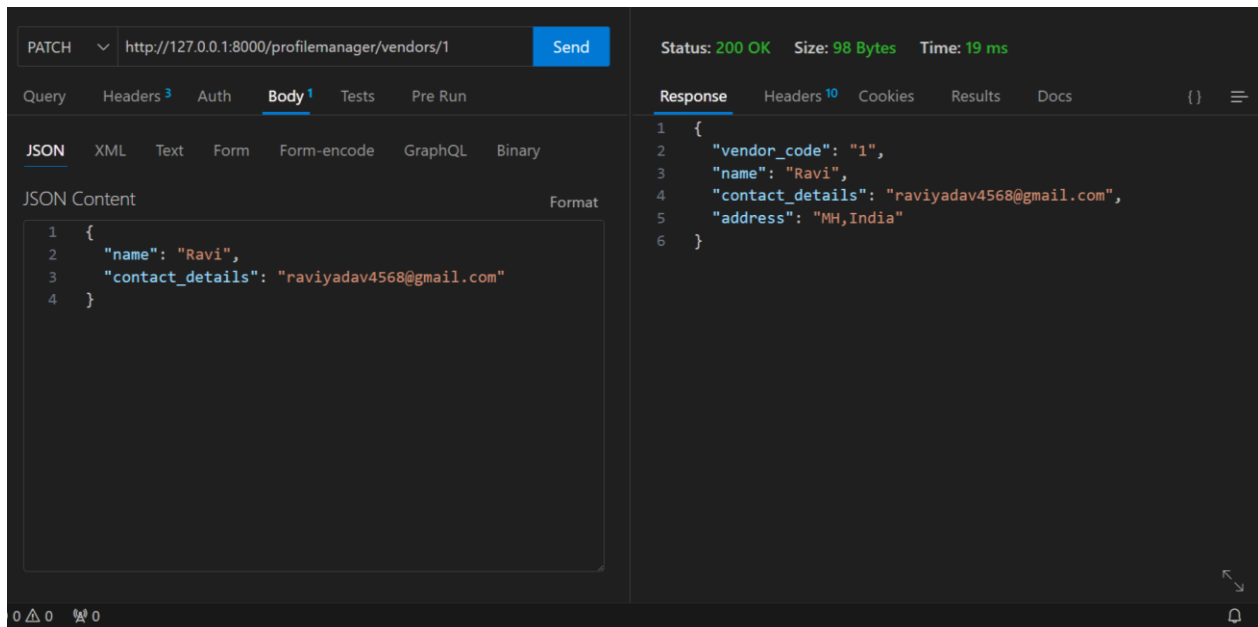 PATCH http://127.0.0.1:8000/profilemanager/vendors/1 Send
Query Headers 3 Auth Body 1 Tests Pre Run
JSON XML Text Form Form-encode GraphQL Binary
JSON Content Format
1 {
2 "name": "Ravi",
3 "contact_details": "raviyadav4568@gmail.com"
4 }
Status: 200 OK Size: 98 Bytes Time: 19 ms
Response Headers 10 Cookies Results Docs { }
1 {
2 "vendor_code": "1",
3 "name": "Ravi",
4 "contact_details": "raviyadav4568@gmail.com",
5 "address": "MH,India"
6 }
0 0 0